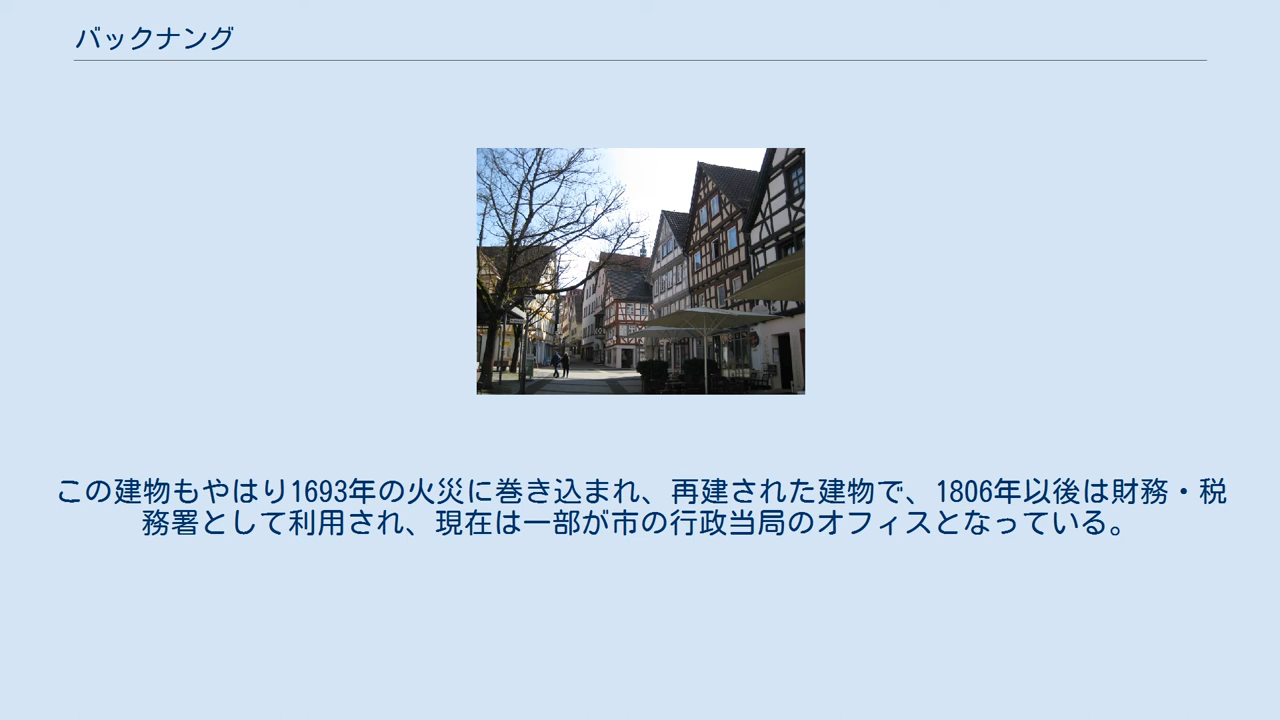 バックナング
この建物もやはり1693年の火災に巻き込まれ、再建された建物で、1806年以後は財務・税
務署として利用され、現在は一部が市の行政当局のオフィスとなっている。